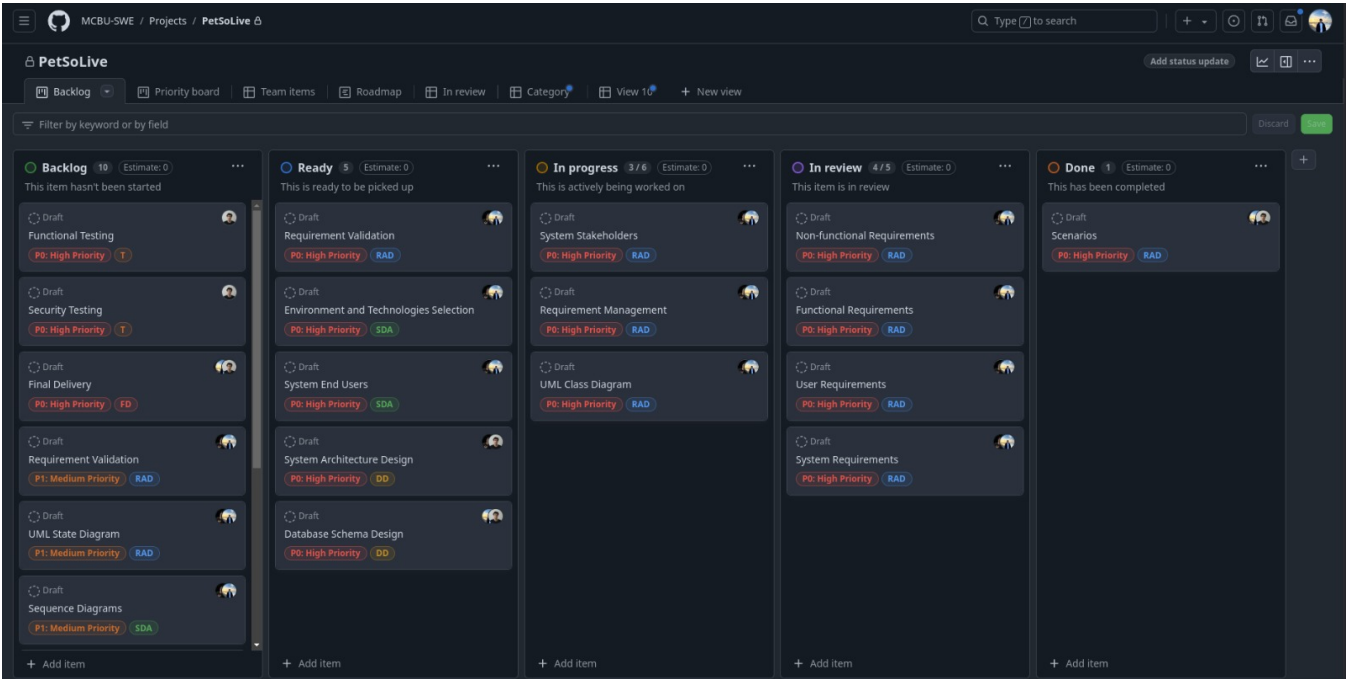 MCBU-SWE / Projects / PetSoLive
Type / to search
PetSoLive
Add status update
Backlog
Priority board
Team items
Roadmap
In review
Category
View 10
+ New view
Filter by keyword or by field
Discard
Save
Backlog 10 Estimate: 0
This item hasn't been started
Draft
Functional Testing
P0: High Priority T
Draft
Security Testing
P0: High Priority T
Draft
Final Delivery
P0: High Priority FD
Draft
Requirement Validation
P1: Medium Priority RAD
Draft
UML State Diagram
P1: Medium Priority RAD
Draft
Sequence Diagrams
P1: Medium Priority SDA
+ Add item
Ready 5 Estimate: 0
This is ready to be picked up
Draft
Requirement Validation
P0: High Priority RAD
Draft
Environment and Technologies Selection
P0: High Priority SDA
Draft
System End Users
P0: High Priority SDA
Draft
System Architecture Design
P0: High Priority DD
Draft
Database Schema Design
P0: High Priority DD
+ Add item
In progress 3 / 6 Estimate: 0
This is actively being worked on
Draft
System Stakeholders
P0: High Priority RAD
Draft
Requirement Management
P0: High Priority RAD
Draft
UML Class Diagram
P0: High Priority RAD
+ Add item
In review 4 / 5 Estimate: 0
This item is in review
Draft
Non-functional Requirements
P0: High Priority RAD
Draft
Functional Requirements
P0: High Priority RAD
Draft
User Requirements
P0: High Priority RAD
Draft
System Requirements
P0: High Priority RAD
+ Add item
Done 1 Estimate: 0
This has been completed
Draft
Scenarios
P0: High Priority RAD
+ Add item